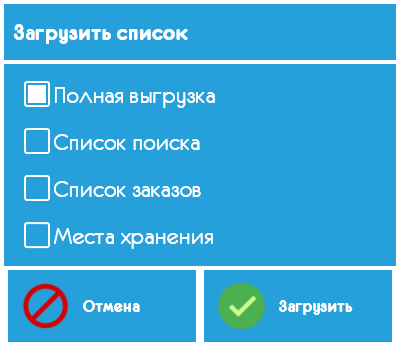 Загрузить список
Полная выгрузка
Список поиска
Список заказов
Места хранения
Отмена
Загрузить